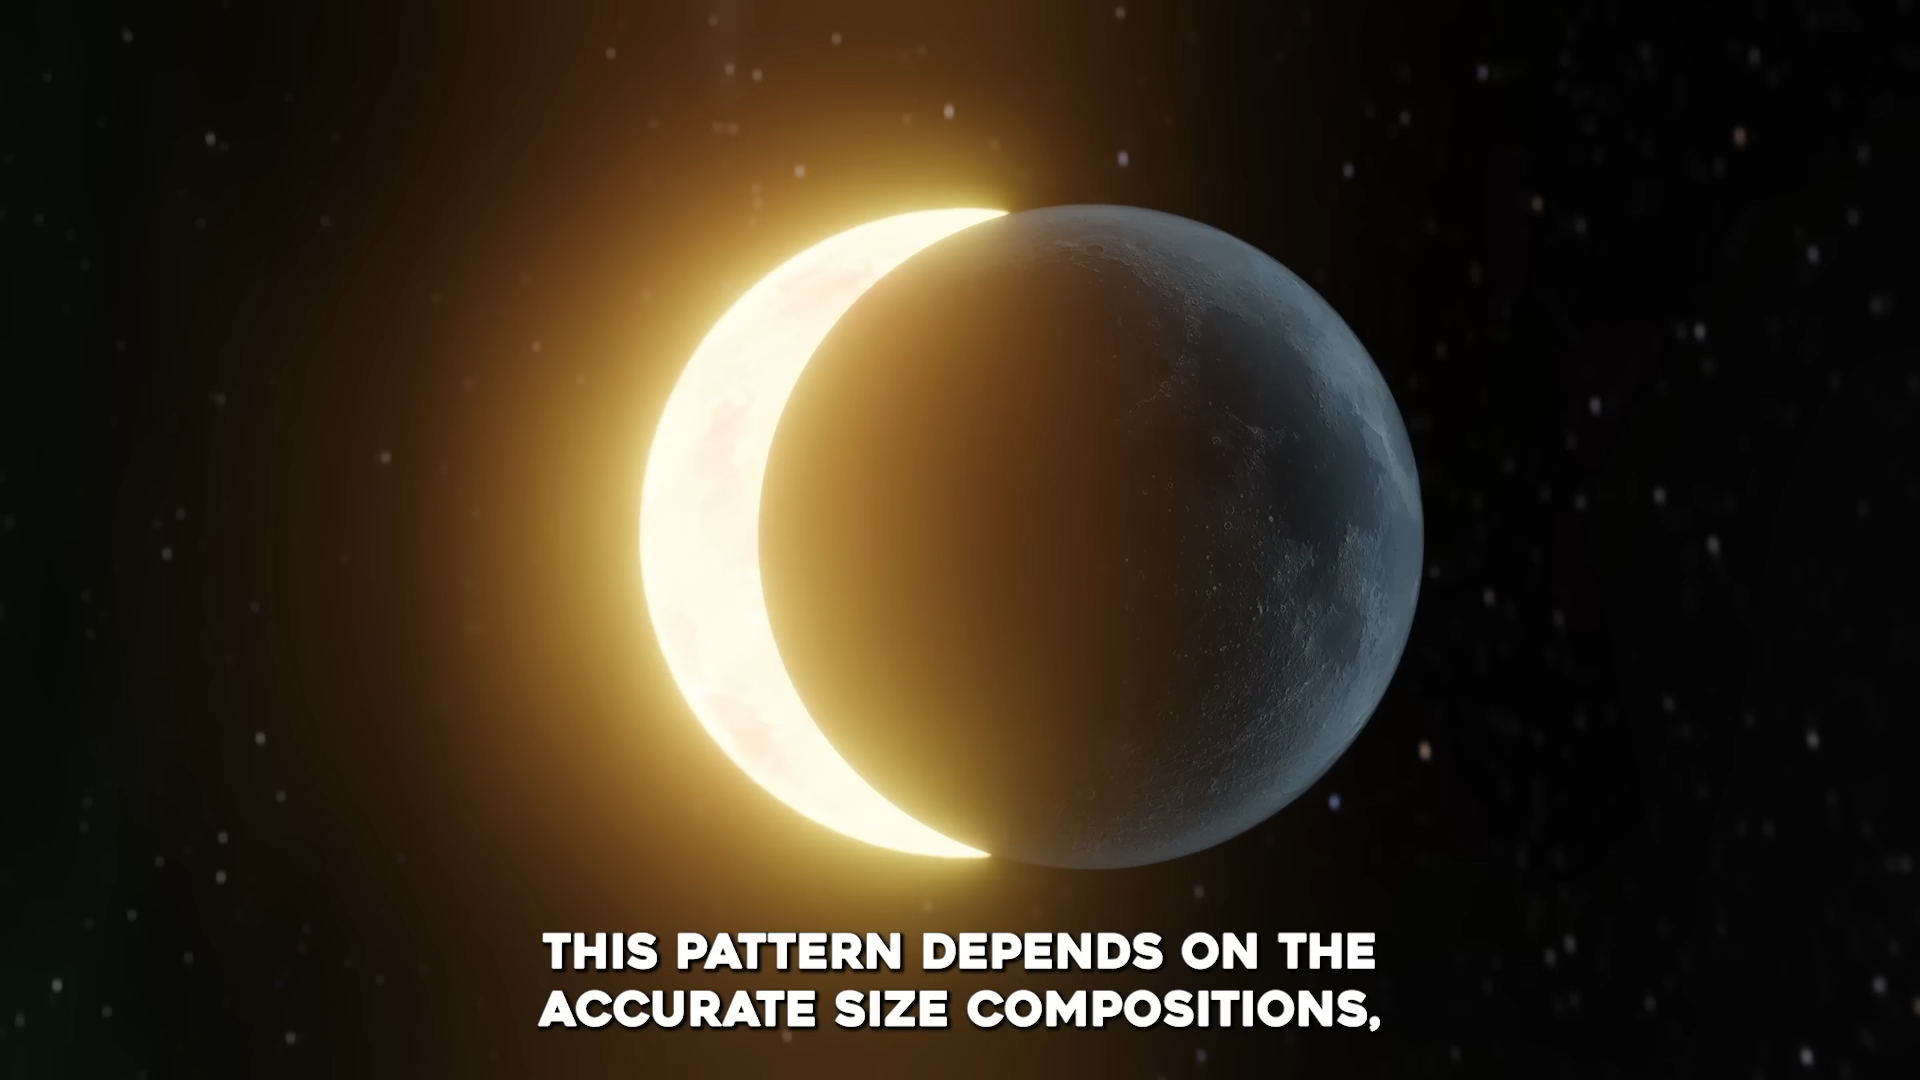 THIS PATTERN DEPENDS ON THE
ACCURATE SIZE COMPOSITIONS,